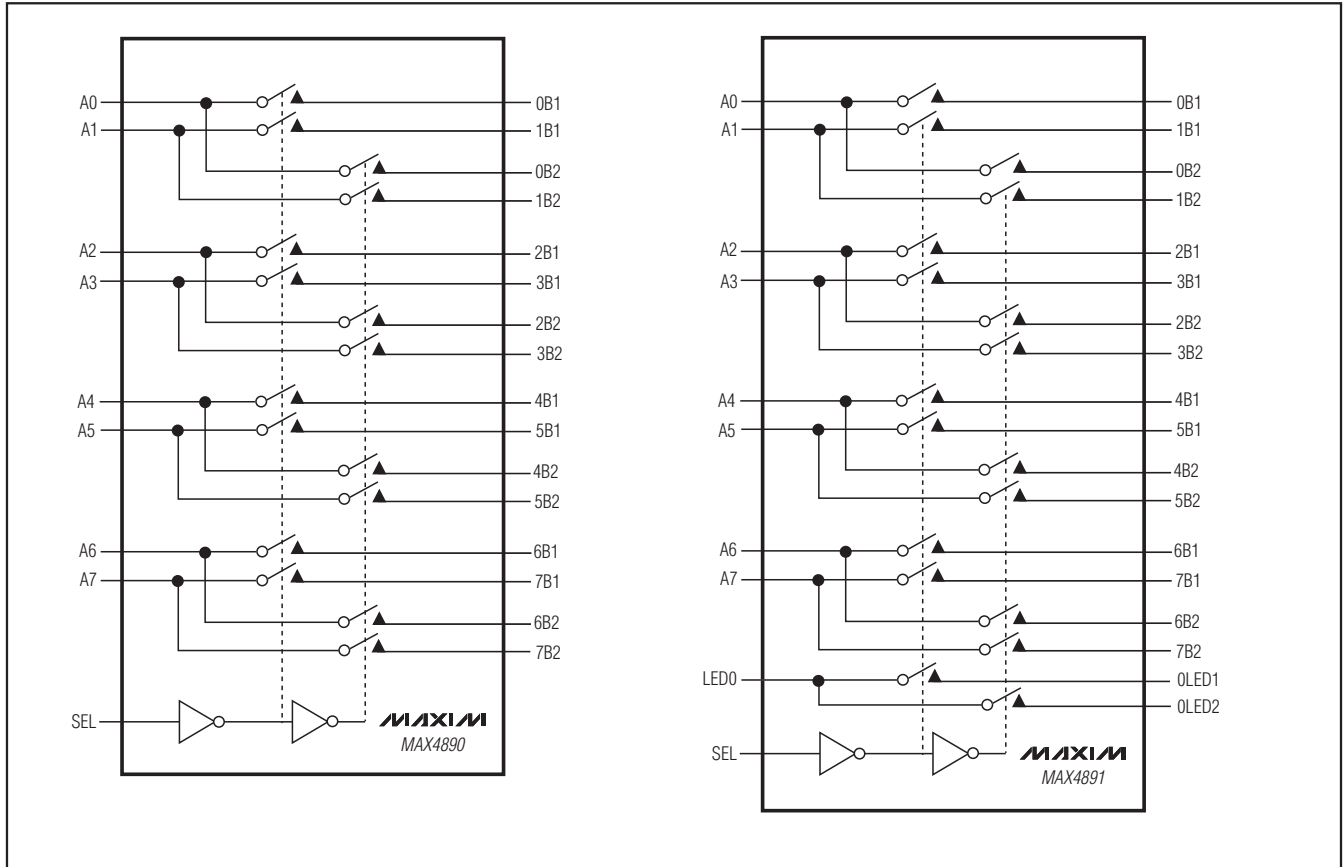 A0
A1
0B1
1B1
0B2
1B2
A2
A3
2B1
3B1
2B2
3B2
A4
A5
4B1
5B1
4B2
5B2
A6
A7
6B1
7B1
6B2
7B2
SEL
MAXIM
MAX4890
A0
A1
0B1
1B1
0B2
1B2
A2
A3
2B1
3B1
2B2
3B2
A4
A5
4B1
5B1
4B2
5B2
A6
A7
6B1
7B1
6B2
7B2
LED0
0LED1
0LED2
SEL
MAXIM
MAX4891